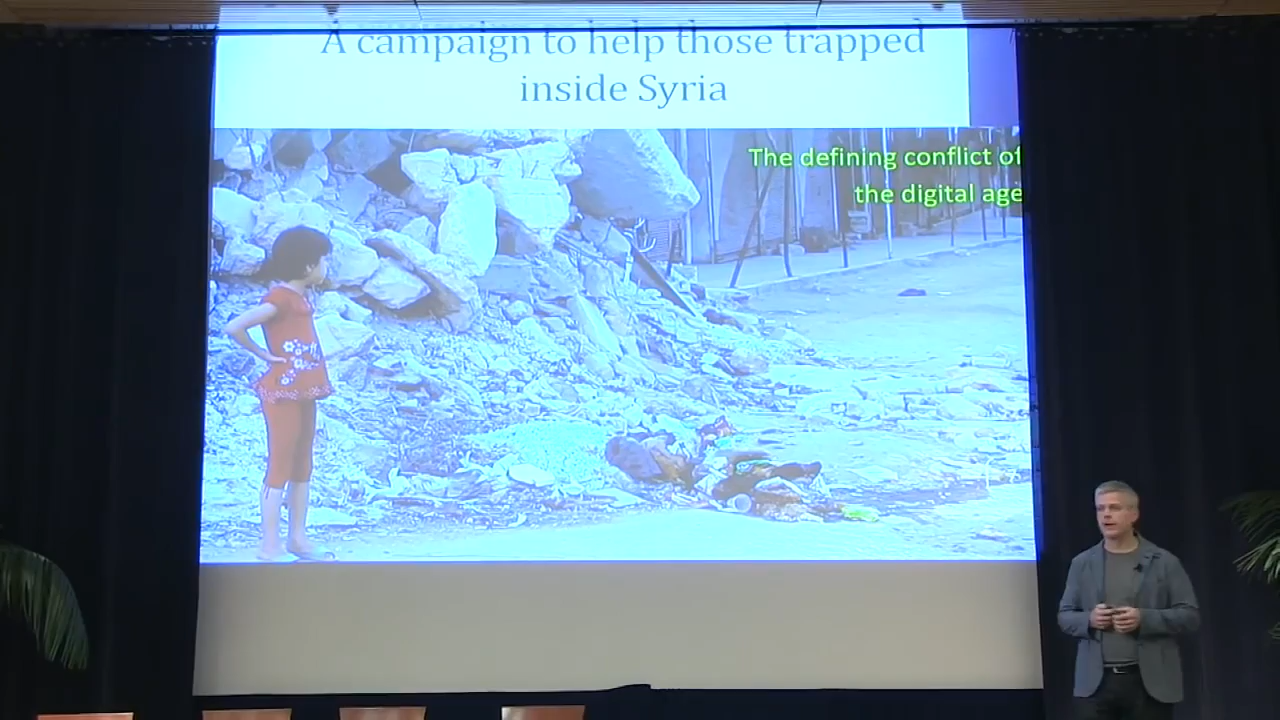 A campaign to help those trapped
inside Syria
The defining conflict of
the digital age